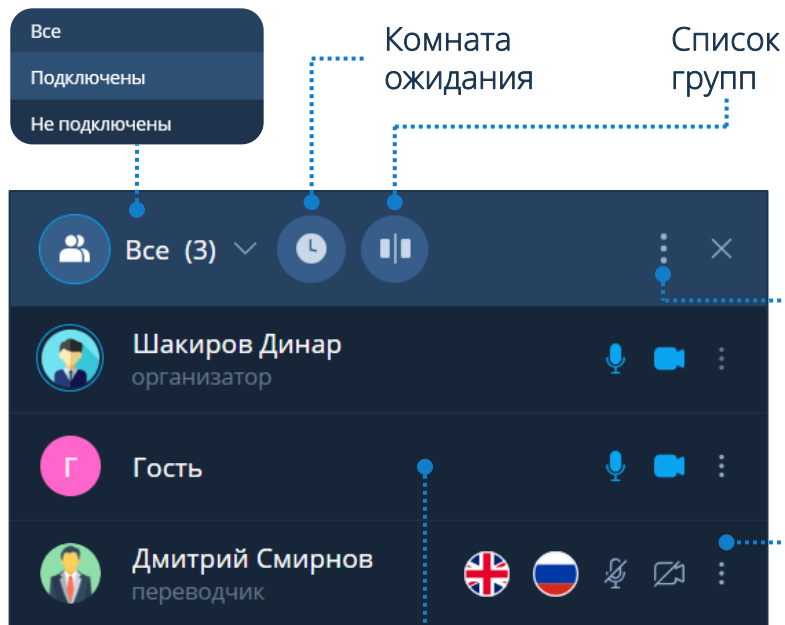 Все
Подключены
Не подключены
Комната
ожидания
Список
групп
Все (3)
Шакиров Динар
организатор
Г
Гость
Дмитрий Смирнов
переводчик